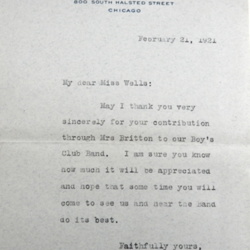 800 SOUTH HALSTED STREET
CHICAGO
February 21, 1921
My dear Miss Wells:
May I thank you very
sincerely for your contribution
through Mrs Britton to our Boy's
Club Band. I am sure you know
how much it will be appreciated
and hope that some time you will
come to see us and hear the Band
do its best.
Faithfully yours,